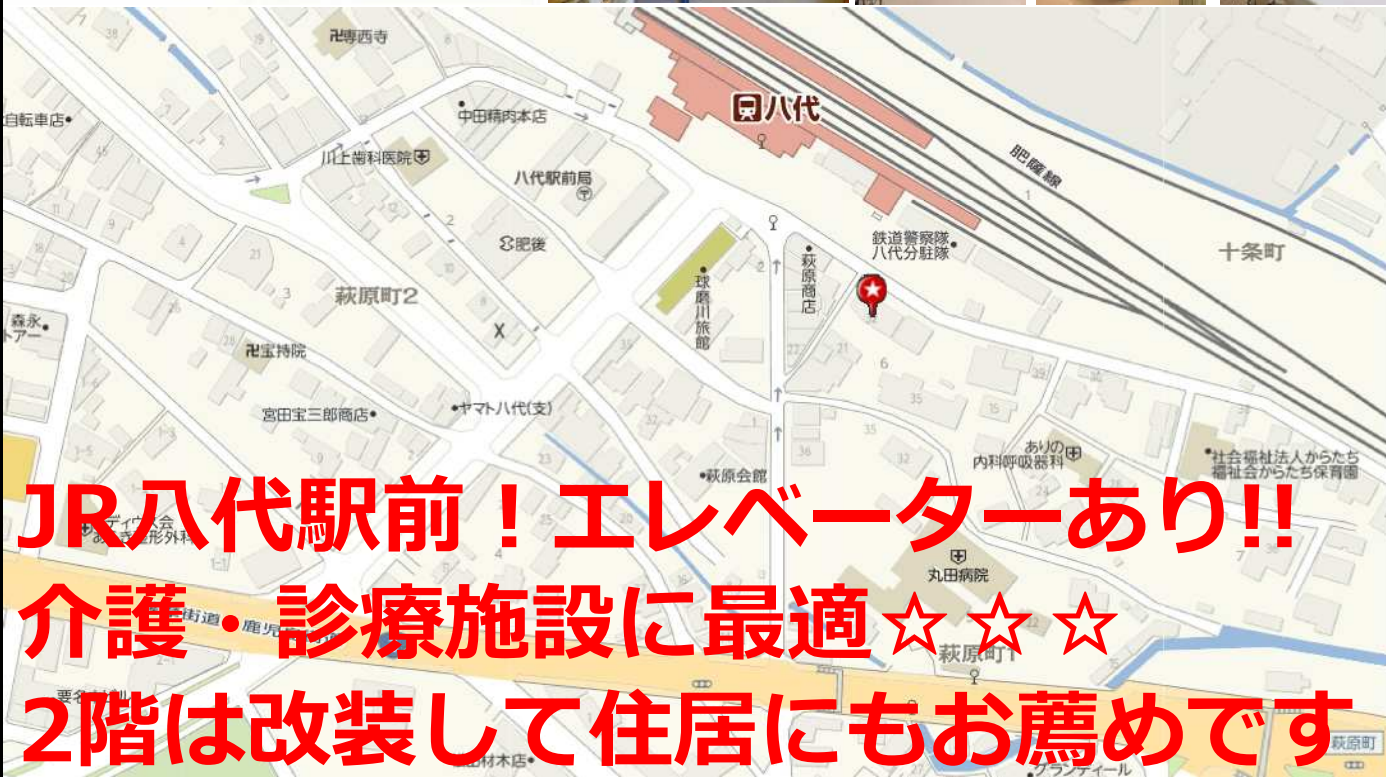 専西寺
自転車店
中田精肉本店
八代
川上歯科医院
八代駅前局
肥薩線
肥後
鉄道警察隊
八代分駐隊
十条町
萩原商店
萩原町2
球磨川旅館
森永
宝持院
宮田宝三郎商店
ヤマト八代(支)
萩原会館
ありの
内科呼吸器科
社会福祉法人からたち
福祉会からたち保育園
JR八代駅前！エレベーターあり!!
丸田病院
介護・診療施設に最適☆☆☆
萩原町1
2階は改装して住居にもお薦めです
萩原町
グランディール